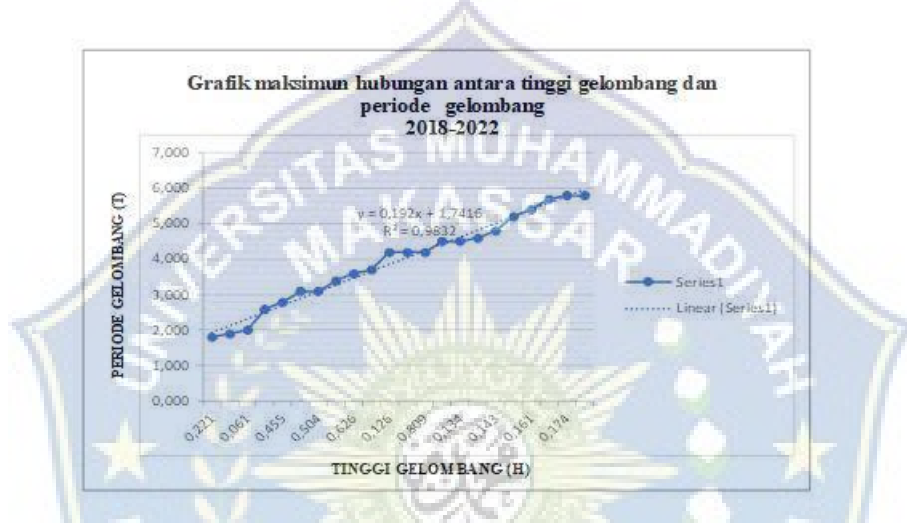 Grafik maksimun hubungan antara tinggi gelombang dan
periode gelombang
2018-2022
7,000
6,000
5,000
4,000
3,000
2,000
1,000
0,000
PERIODE GELOMBANG (T)
y = 0,192x + 1,7416
R² = 0,9832
Series1
Linear (Series1)
0,221 0,061 0,455 0,504 0,626 0,126 0,809 0,134 0,143 0,161 0,174
TINGGI GELOMBANG (H)
UNIVERSITAS MUHAMMADIYAH
MAKASSAR